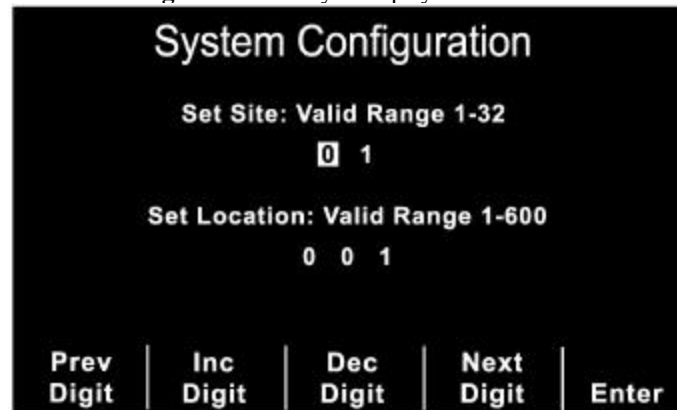 System Configuration
Set Site: Valid Range 1-32
0 1
Set Location: Valid Range 1-600
0 0 1
Prev Digit
Inc Digit
Dec Digit
Next Digit
Enter